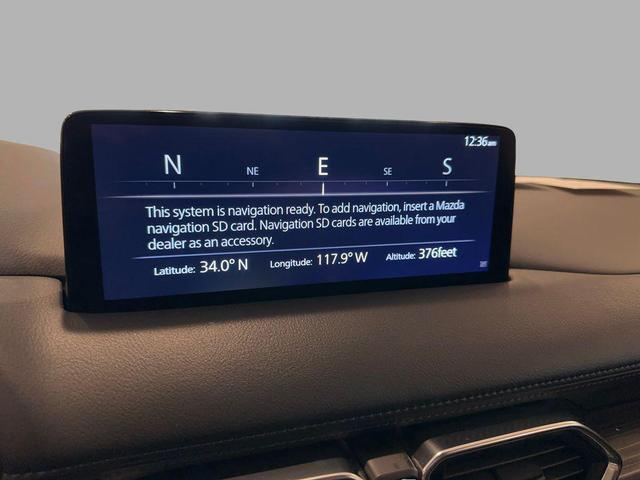 12:36am
N NE E SE S
This system is navigation ready. To add navigation, insert a Mazda
navigation SD card. Navigation SD cards are available from your
dealer as an accessory.
Latitude: 34.0° N Longitude: 117.9° W Altitude: 376feet